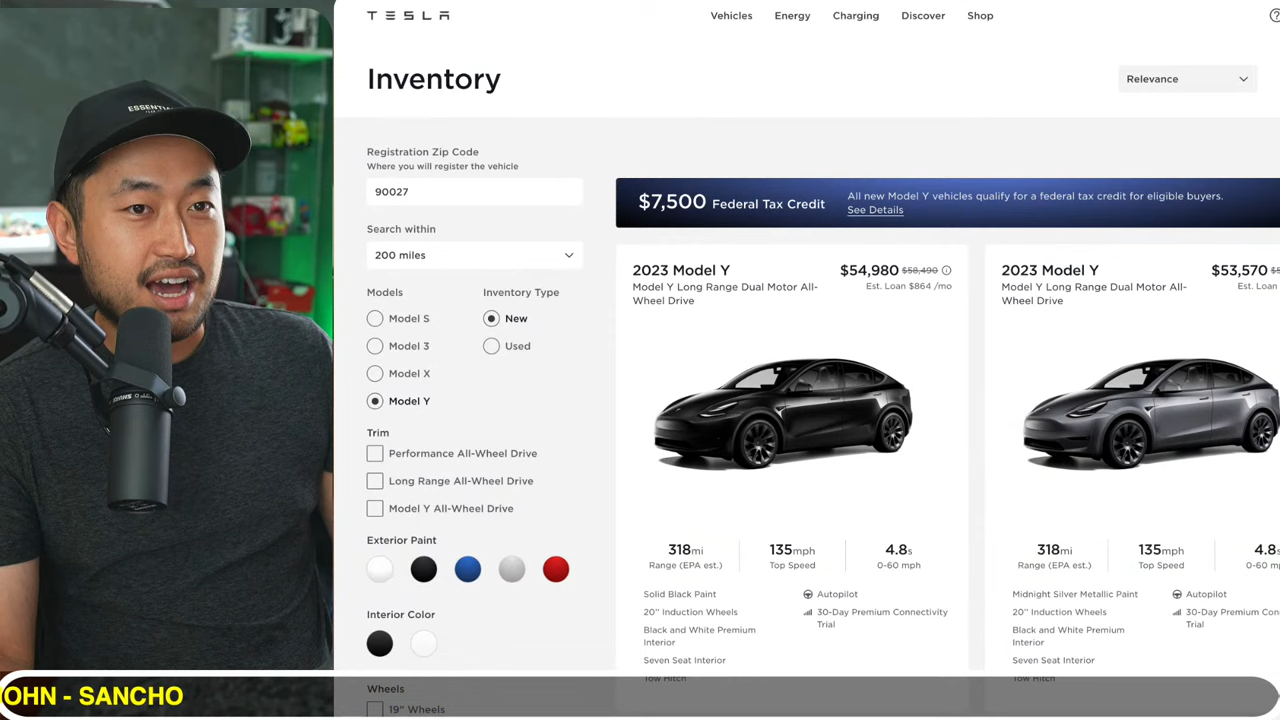 TESLA
Vehicles Energy Charging Discover Shop
Inventory
Relevance
ESSENTIALS
Registration Zip Code
Where you will register the vehicle
90027
Search within
200 miles
Models
Model S
Model 3
Model X
Model Y
Inventory Type
New
Used
Trim
Performance All-Wheel Drive
Long Range All-Wheel Drive
Model Y All-Wheel Drive
Exterior Paint
Interior Color
Wheels
19" Wheels
$7,500 Federal Tax Credit
All new Model Y vehicles qualify for a federal tax credit for eligible buyers.
See Details
2023 Model Y
$54,980 $58,490
Model Y Long Range Dual Motor All-
Wheel Drive
Est. Loan $864 /mo
318mi
Range (EPA est.)
135mph
Top Speed
4.8s
0-60 mph
Solid Black Paint
20’’ Induction Wheels
Black and White Premium
Interior
Seven Seat Interior
Tow Hitch
Autopilot
30-Day Premium Connectivity
Trial
2023 Model Y
$53,570
Model Y Long Range Dual Motor All-
Wheel Drive
Est. Loan
318mi
Range (EPA est.)
135mph
Top Speed
4.8s
0-60 mph
Midnight Silver Metallic Paint
20’’ Induction Wheels
Black and White Premium
Interior
Seven Seat Interior
Tow Hitch
Autopilot
30-Day Premium Con
Trial
OHN - SANCHO